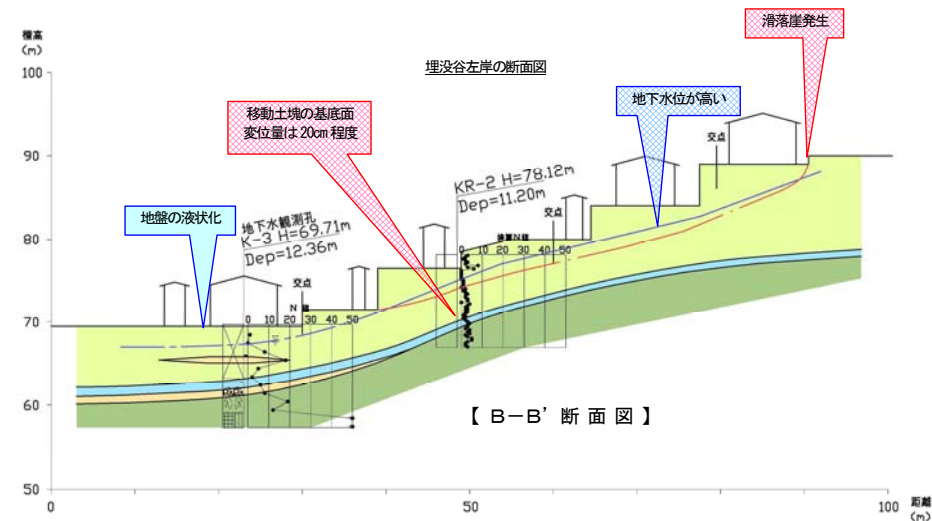 標高
(m)
100
90
80
70
60
50
0
50
100
距離
(m)
埋没谷左岸の断面図
滑落崖発生
移動土塊の基底面
変位量は20cm 程度
地下水位が高い
地盤の液状化
交点
KR-2 H=78.12m
Dep=11.20m
交点
換算N値
0 10 20 30 40 50
地下水観測孔
K-3 H=69.71m
Dep=12.36m
交点
N 値
0 10 20 30 40 50
【 B-B' 断 面 図 】